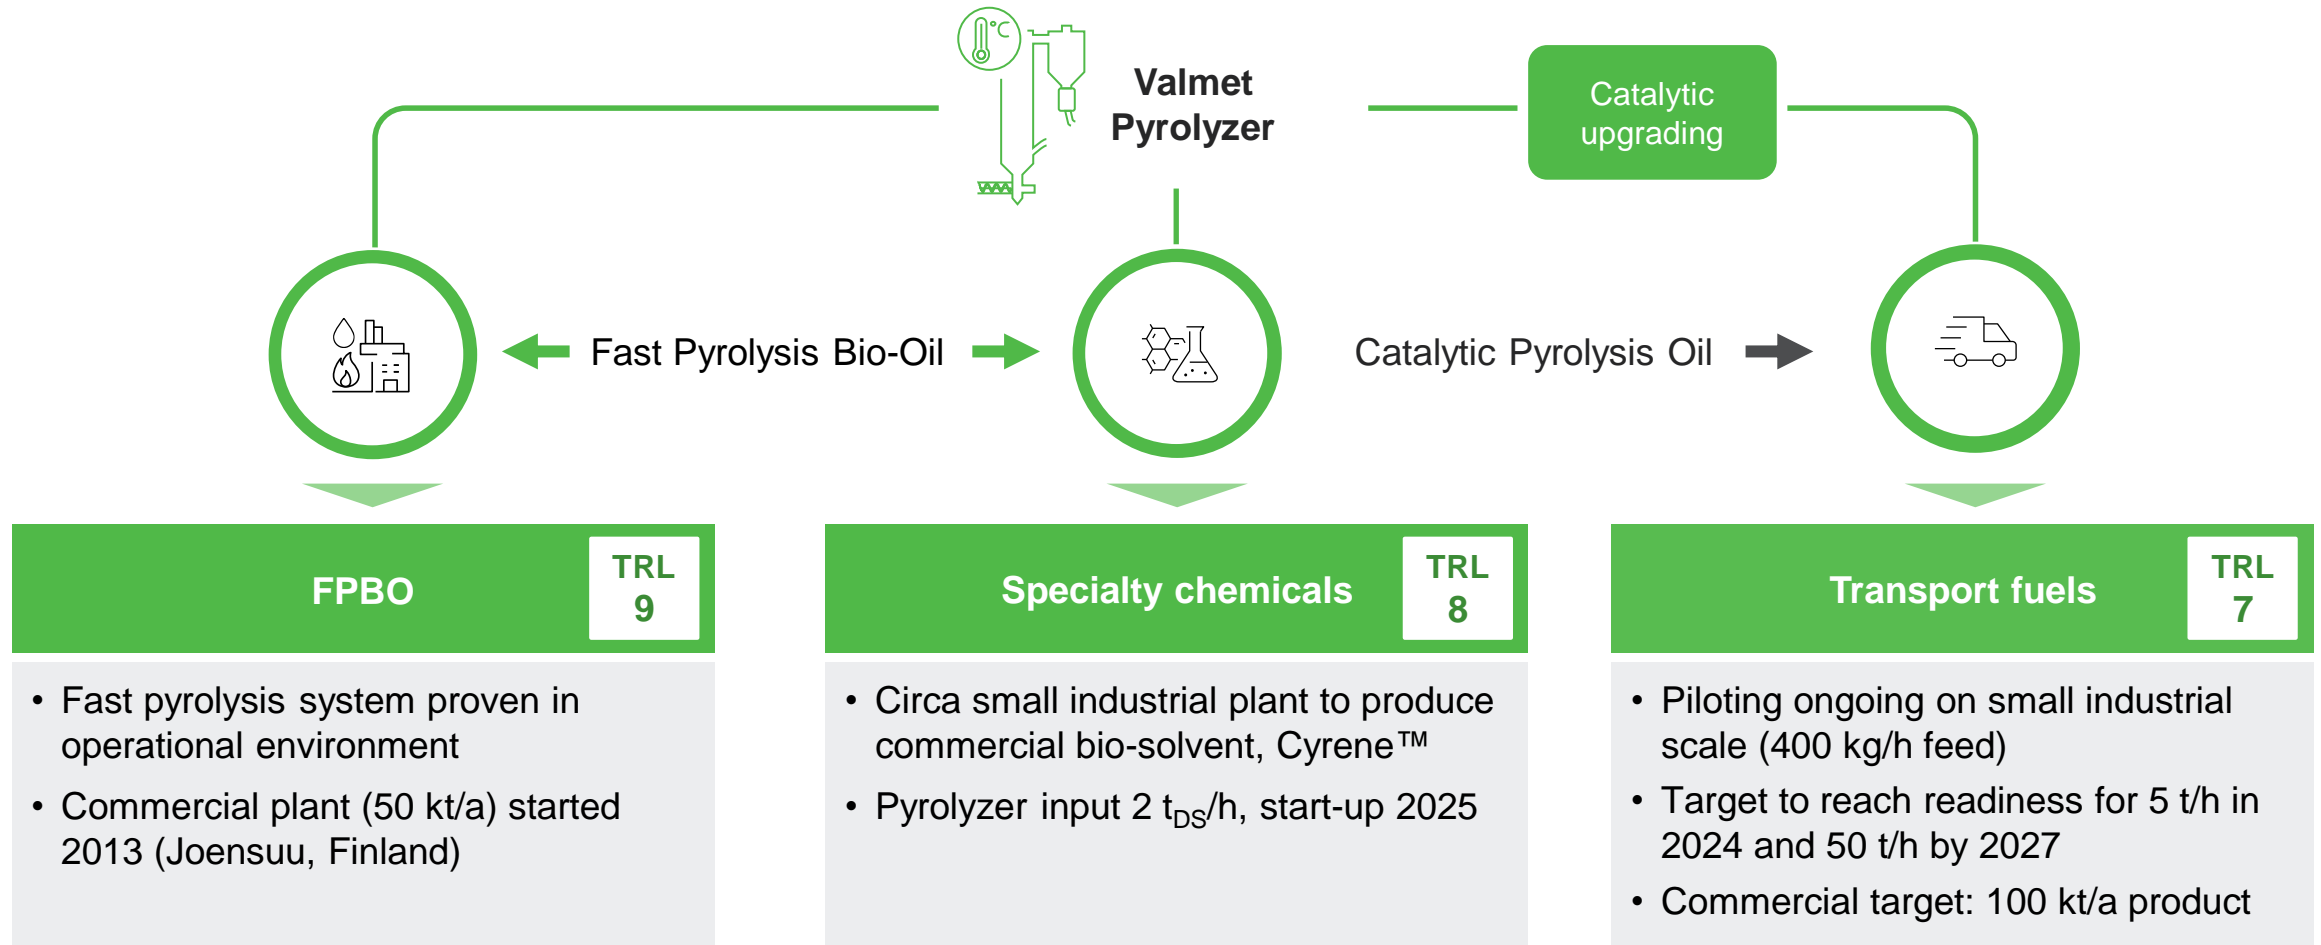 °C
Valmet
Pyrolyzer
Catalytic
upgrading
Fast Pyrolysis Bio-Oil
Catalytic Pyrolysis Oil
FPBO
TRL
9
• Fast pyrolysis system proven in
operational environment
• Commercial plant (50 kt/a) started
2013 (Joensuu, Finland)
Specialty chemicals
TRL
8
• Circa small industrial plant to produce
commercial bio-solvent, Cyrene™
• Pyrolyzer input 2 tDS/h, start-up 2025
Transport fuels
TRL
7
• Piloting ongoing on small industrial
scale (400 kg/h feed)
• Target to reach readiness for 5 t/h in
2024 and 50 t/h by 2027
• Commercial target: 100 kt/a product